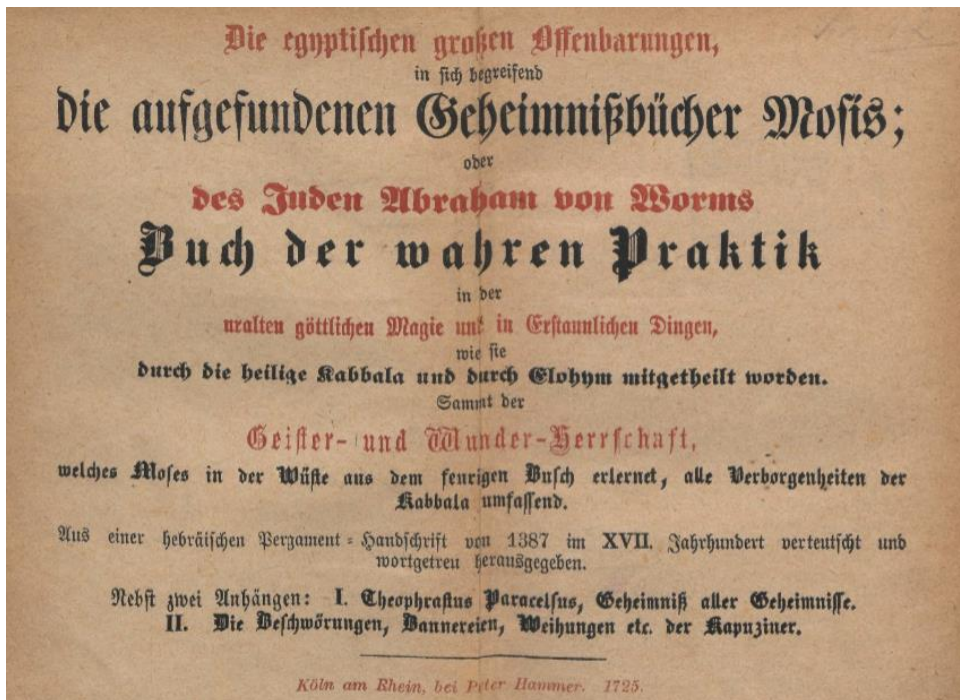 Die egyptischen großen Offenbarungen,
in sich begreifend
die aufgefundenen Geheimnißbücher Mosis;
oder
des Juden Abraham von Worms
Buch der wahren Praktik
in der
uralten göttlichen Magie und in Erstaunlichen Dingen,
wie sie
durch die heilige Kabbala und durch Elohym mitgetheilt worden.
Sammt der
Geister- und Wunder-Herrschaft,
welches Moses in der Wüste aus dem feurigen Busch erlernet, alle Verborgenheiten der
Kabbala umfassend.
Aus einer hebräischen Pergament-Handschrift von 1387 im XVII. Jahrhundert verteutscht und
wortgetreu herausgegeben.
Nebst zwei Anhängen: I. Theophrastus Paracelsus, Geheimniß aller Geheimnisse.
II. Die Beschwörungen, Bannereien, Weihungen etc. der Kapuziner.
Köln am Rhein, bei Peter Hammer. 1725.